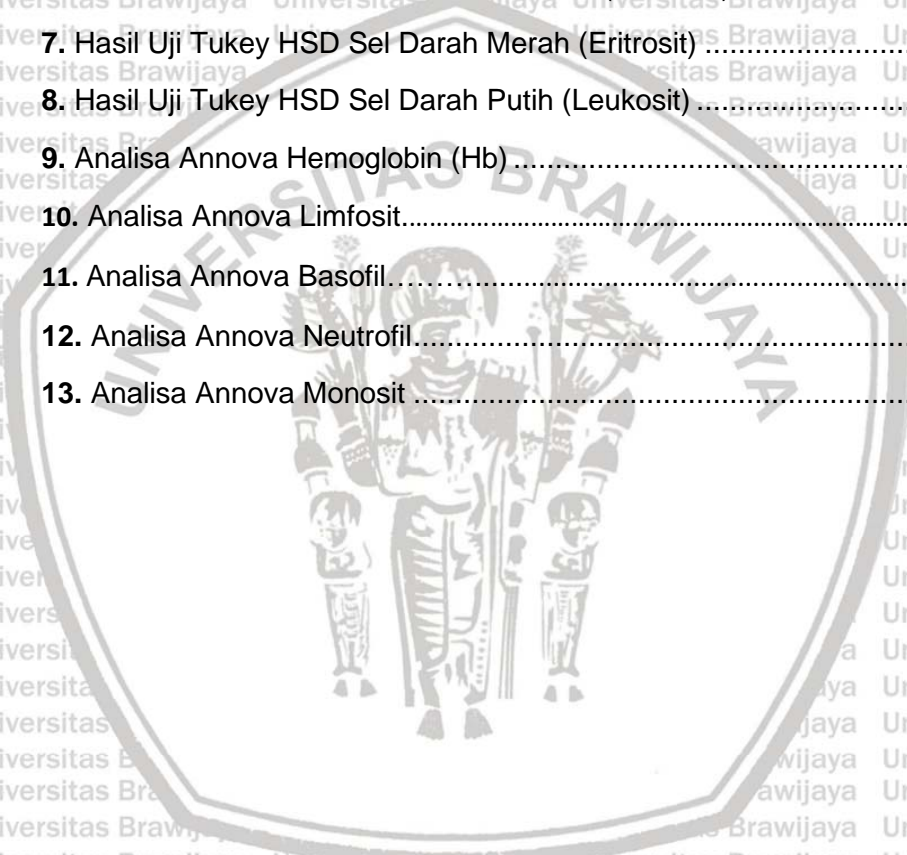 7. Hasil Uji Tukey HSD Sel Darah Merah (Eritrosit) ..............................
8. Hasil Uji Tukey HSD Sel Darah Putih (Leukosit) ..............................
9. Analisa Annova Hemoglobin (Hb) ..................................................
10. Analisa Annova Limfosit..................................................................
11. Analisa Annova Basofil..................................................................
12. Analisa Annova Neutrofil..................................................................
13. Analisa Annova Monosit ..................................................................
UNIVERSITAS BRAWIJAYA